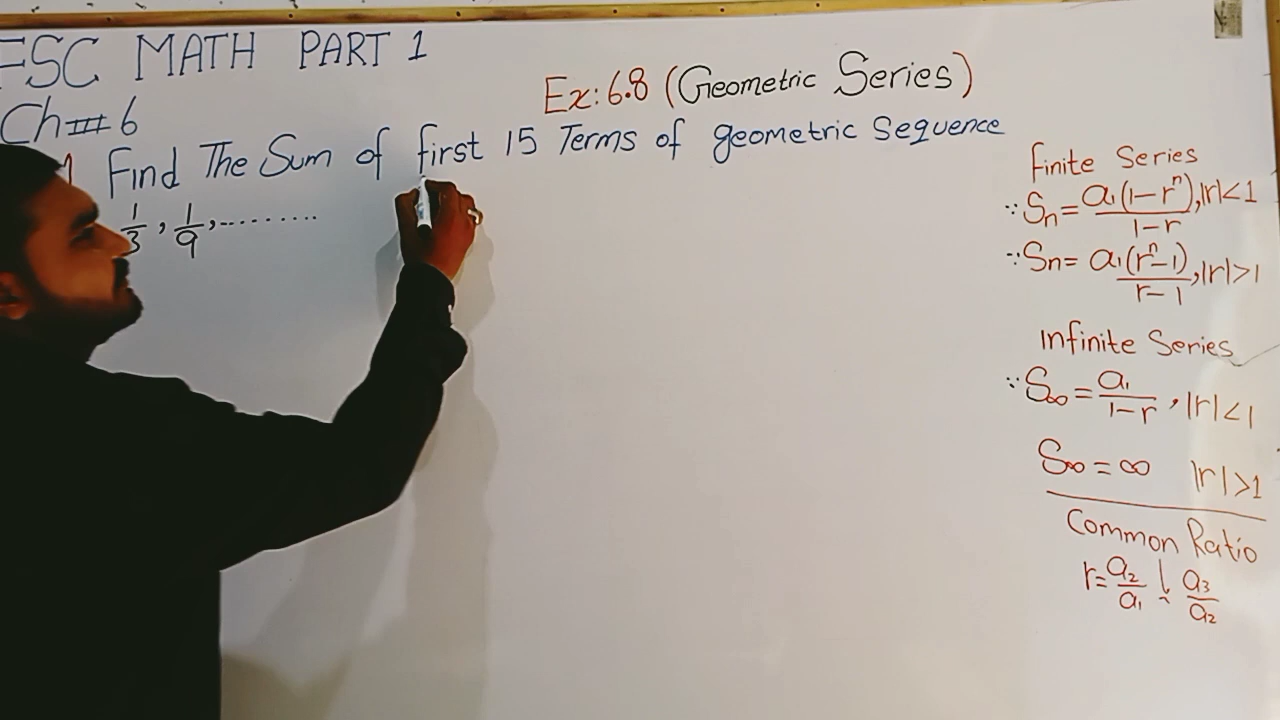 FSC MATH PART 1
Ch# 6
Ex: 6.8 (Geometric Series)
Find The Sum of first 15 Terms of geometric sequence
1/3, 1/9, .........
Finite Series
∵ Sn = a₁(1-rⁿ)/1-r, |r|<1
∵ Sn = a₁(rⁿ-1)/r-1, |r|>1
Infinite Series
∵ S∞ = a₁/1-r, |r|<1
S∞ = ∞ |r|>1
Common Ratio
r = a₂/a₁ ¦ a₃/a₂